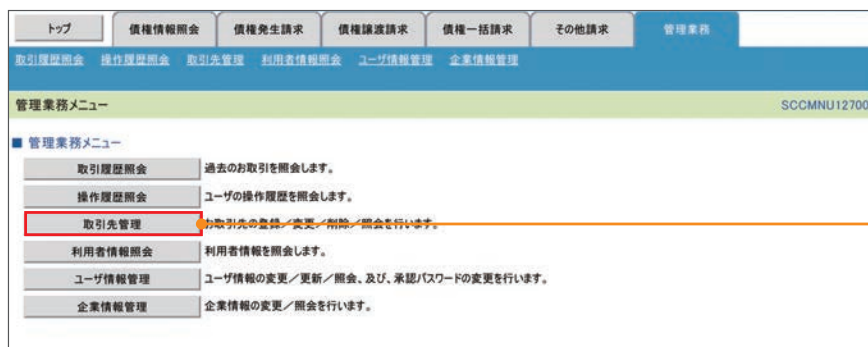 トップ 債権情報照会 債権発生請求 債権譲渡請求 債権一括請求 その他請求 管理業務
取引履歴照会 操作履歴照会 取引先管理 利用者情報照会 ユーザ情報管理 企業情報管理
管理業務メニュー SCCMNU12700
■ 管理業務メニュー
取引履歴照会 過去のお取引を照会します。
操作履歴照会 ユーザの操作履歴を照会します。
取引先管理 お取引先の登録／変更／削除／照会を行います。
利用者情報照会 利用者情報を照会します。
ユーザ情報管理 ユーザ情報の変更／更新／照会、及び、承認パスワードの変更を行います。
企業情報管理 企業情報の変更／照会を行います。